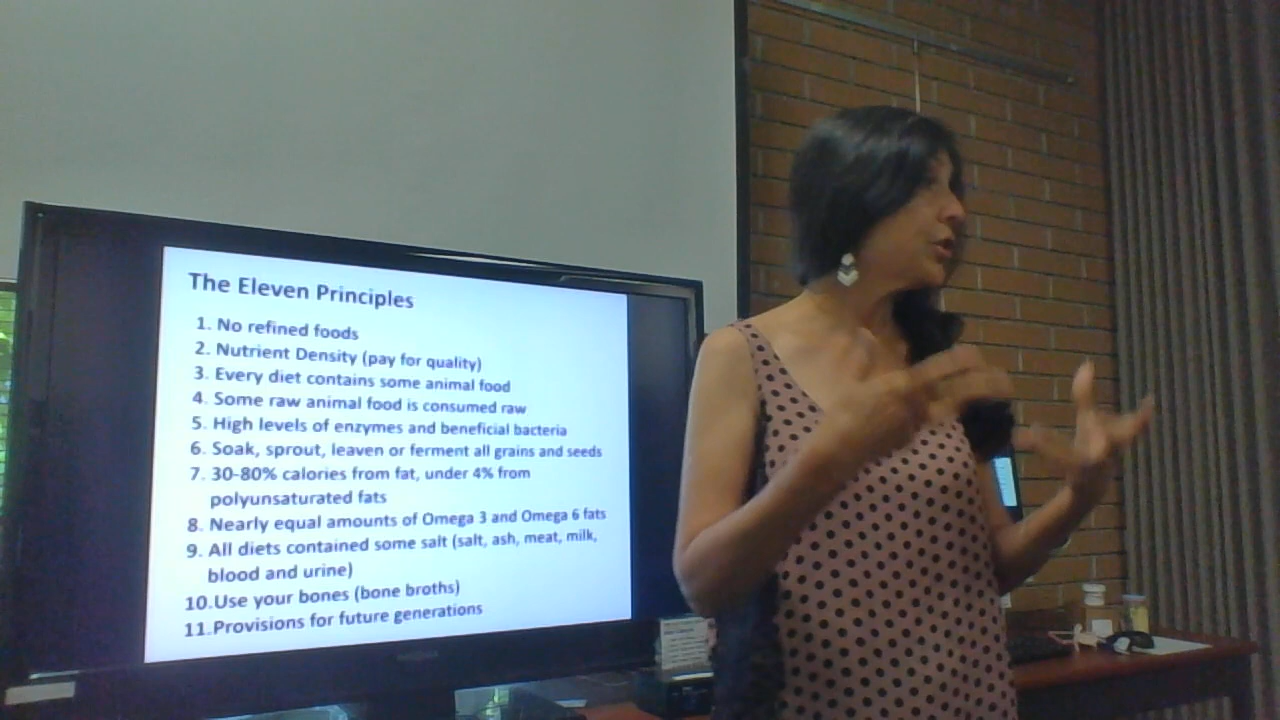 The Eleven Principles
1. No refined foods
2. Nutrient Density (pay for quality)
3. Every diet contains some animal food
4. Some raw animal food is consumed raw
5. High levels of enzymes and beneficial bacteria
6. Soak, sprout, leaven or ferment all grains and seeds
7. 30-80% calories from fat, under 4% from
polyunsaturated fats
8. Nearly equal amounts of Omega 3 and Omega 6 fats
9. All diets contained some salt (salt, ash, meat, milk,
blood and urine)
10.Use your bones (bone broths)
11.Provisions for future generations